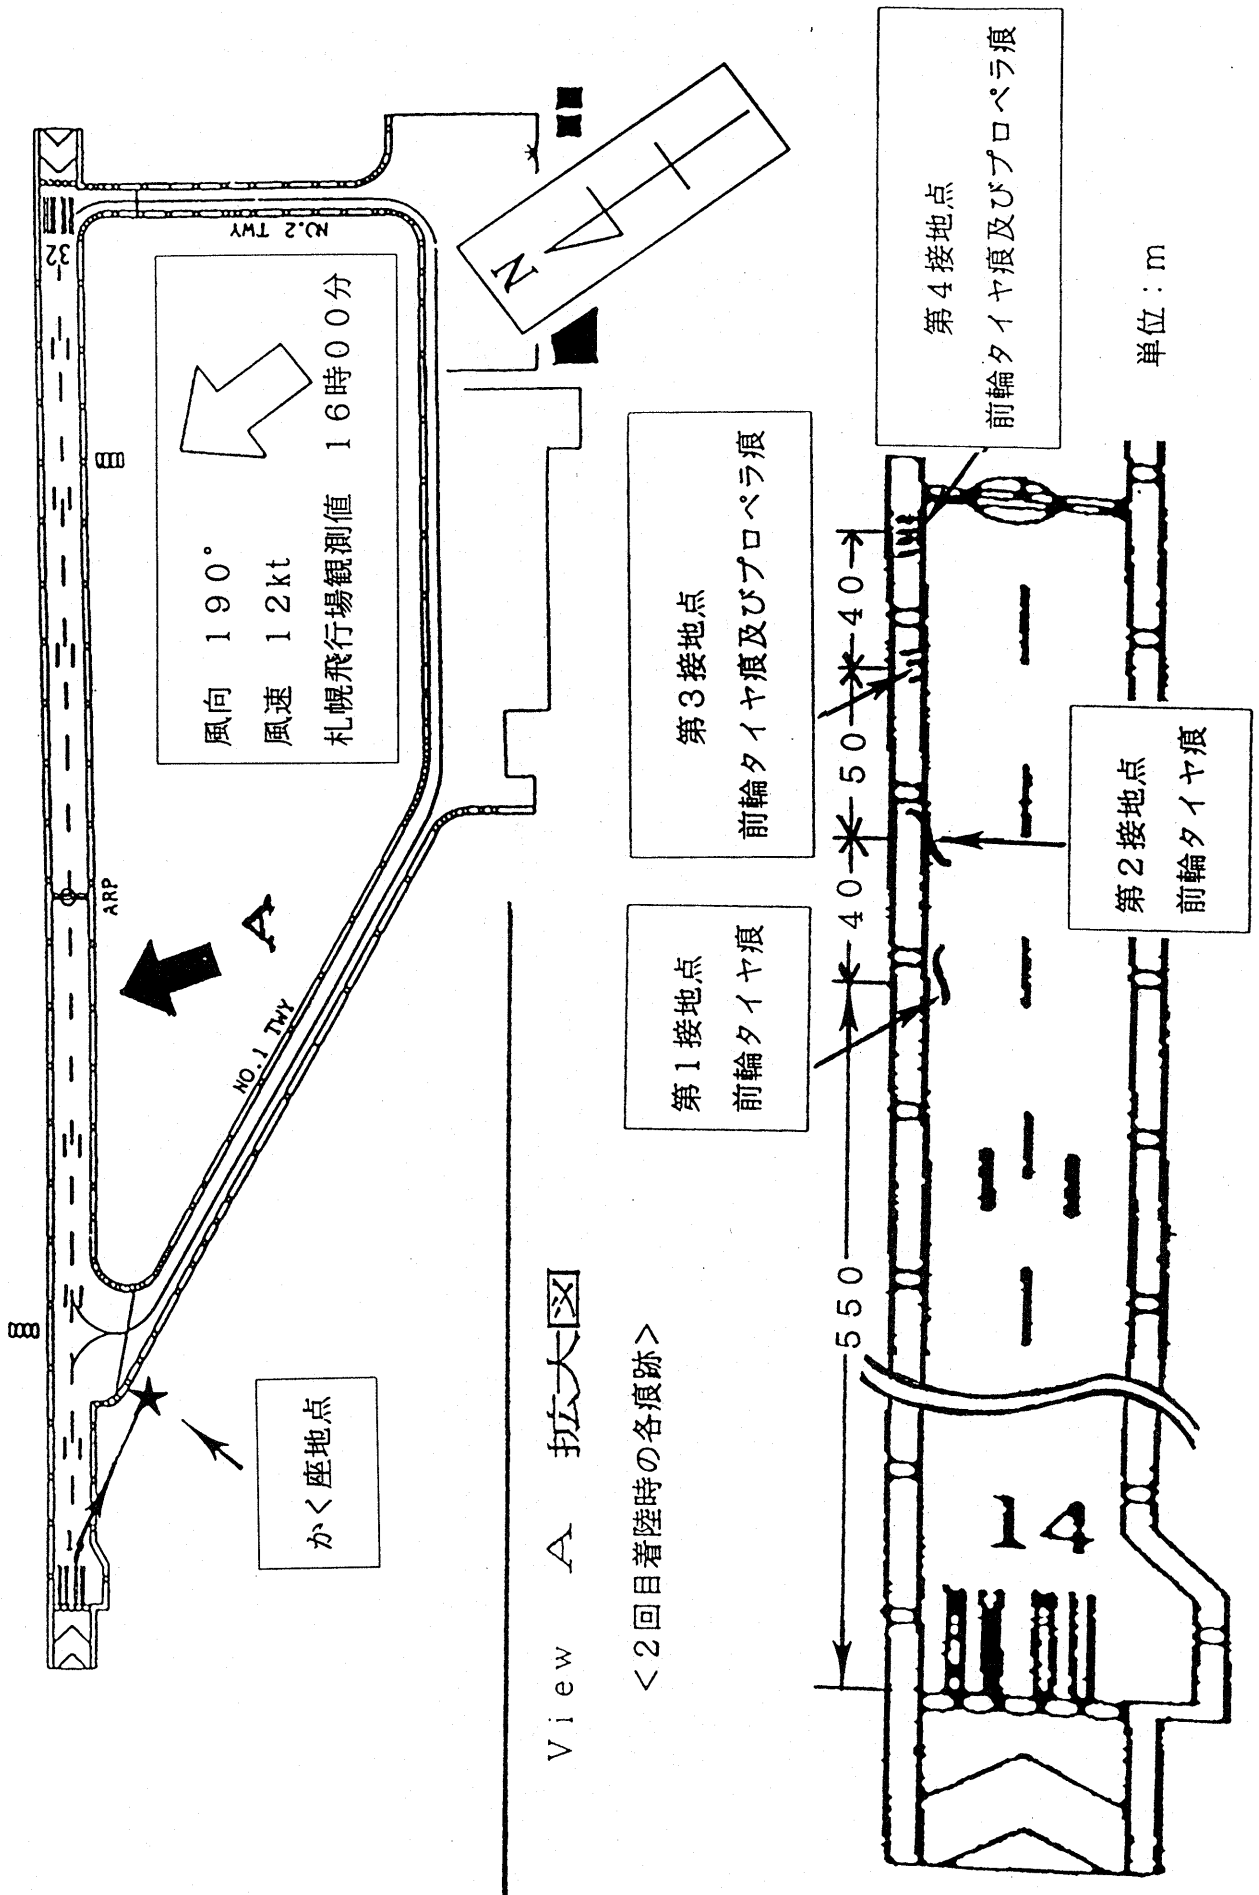 32
NO.2 TWY
ARP
NO.1 TWY
A
1
N
風向 190°
風速 12kt
札幌飛行場観測値 16時00分
かく座地点
View A 拡大図
<2回目着陸時の各痕跡>
第1接地点
前輪タイヤ痕
第3接地点
前輪タイヤ痕及びプロペラ痕
第4接地点
前輪タイヤ痕及びプロペラ痕
550
40
50
40
14
第2接地点
前輪タイヤ痕
単位:m